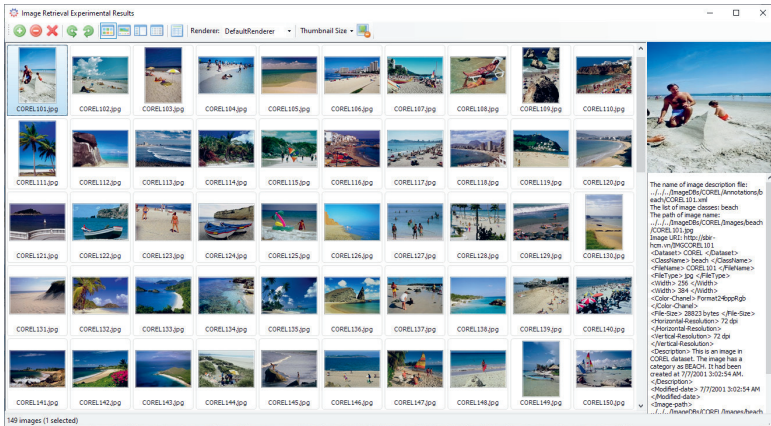 Image Retrieval Experimental Results
Renderer: DefaultRenderer Thumbnail Size
COREL101.jpg COREL102.jpg COREL103.jpg COREL104.jpg COREL105.jpg COREL106.jpg COREL107.jpg COREL108.jpg COREL109.jpg COREL110.jpg
COREL111.jpg COREL112.jpg COREL113.jpg COREL114.jpg COREL115.jpg COREL116.jpg COREL117.jpg COREL118.jpg COREL119.jpg COREL120.jpg
COREL121.jpg COREL122.jpg COREL123.jpg COREL124.jpg COREL125.jpg COREL126.jpg COREL127.jpg COREL128.jpg COREL129.jpg COREL130.jpg
COREL131.jpg COREL132.jpg COREL133.jpg COREL134.jpg COREL135.jpg COREL136.jpg COREL137.jpg COREL138.jpg COREL139.jpg COREL140.jpg
COREL141.jpg COREL142.jpg COREL143.jpg COREL144.jpg COREL145.jpg COREL146.jpg COREL147.jpg COREL148.jpg COREL149.jpg COREL150.jpg
The name of image description file:
../../../ImageDBs/COREL/Annotations/b
each/COREL101.xml
The list of image classes: beach
The path of image name:
../../../ImageDBs/COREL/Images/beach
/COREL101.jpg
Image URI: http://sbir-
hcm.vn/IMGCOREL101
<Dataset> COREL </Dataset>
<ClassName> beach </ClassName>
<FileName> COREL101 </FileName>
<FileType> jpg </FileType>
<Width> 256 </Width>
<Width> 384 </Width>
<Color-Chanel> Format24bppRgb
</Color-Chanel>
<File-Size> 28823 bytes </File-Size>
<Horizontal-Resolution> 72 dpi
</Horizontal-Resolution>
<Vertical-Resolution> 72 dpi
</Vertical-Resolution>
<Description> This is an image in
COREL dataset. The image has a
category as BEACH. It had been
created at 7/7/2001 3:02:54 AM.
</Description>
<Modified-date> 7/7/2001 3:02:54 AM
</Modified-date>
<Image-path>
../../../ImageDBs/COREL/Images/beach
149 images (1 selected)